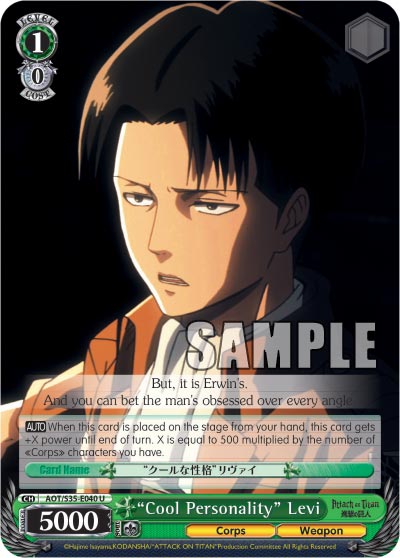 LEVEL
1
0
COST
SAMPLE
But, it is Erwin's.
And you can bet the man's obsessed over every angle
AUTO When this card is placed on the stage from your hand, this card gets
+X power until end of turn. X is equal to 500 multiplied by the number of
«Corps» characters you have.
Card Name
“クールな性格”リヴァイ
CH AOT/S35-E040 U
5000
“Cool Personality” Levi
Attack on Titan
進撃の巨人
Corps
Weapon
©Hajime Isayama,KODANSHA/"ATTACK ON TITAN"Production Committee All Rights Reserved